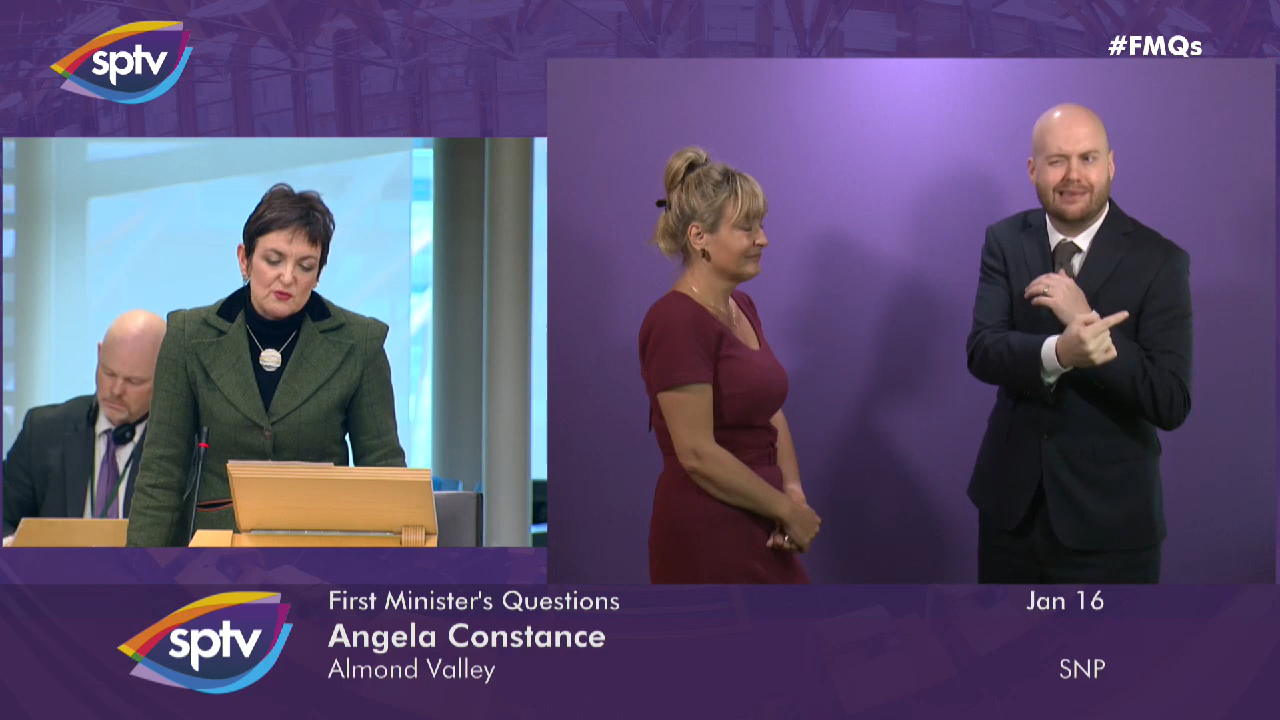 sptv
#FMQs
sptv
First Minister's Questions
Jan 16
Angela Constance
Almond Valley
SNP